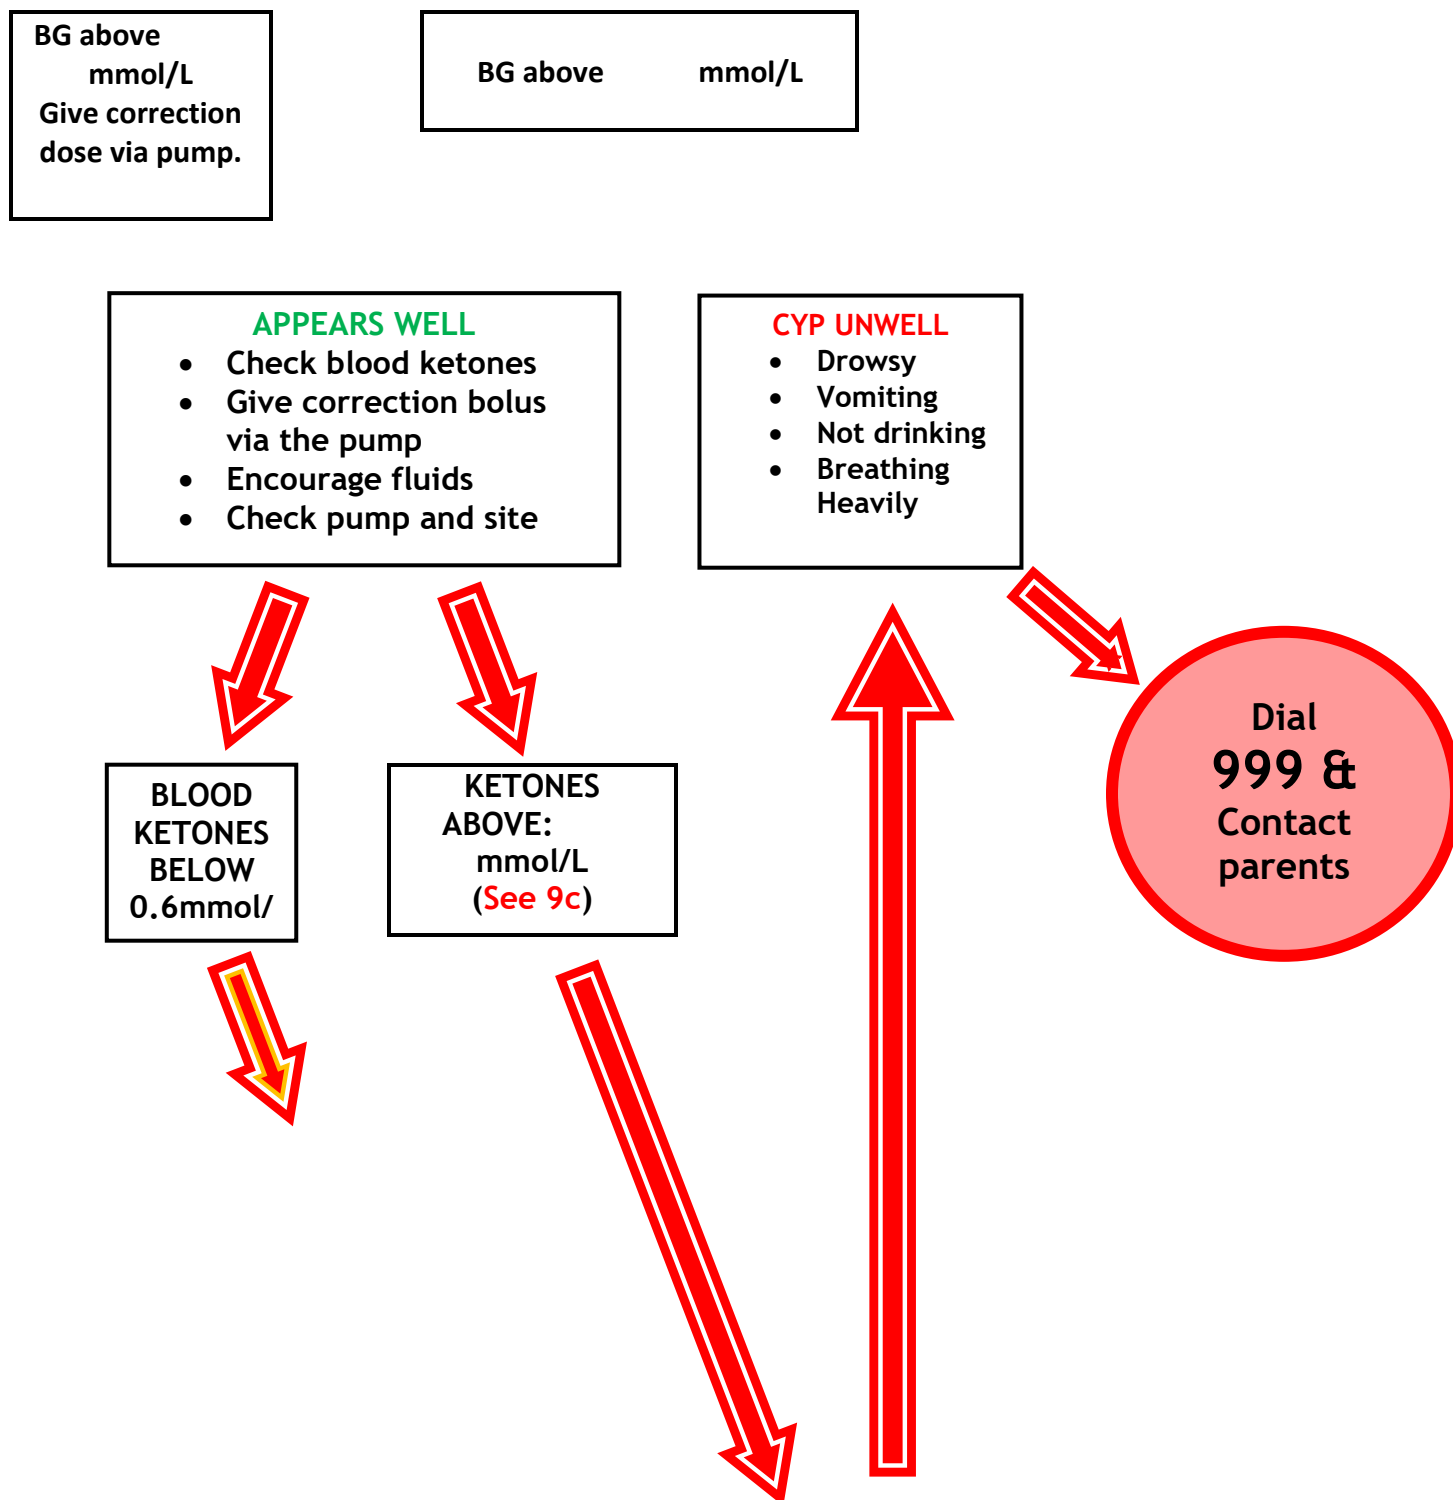 BG above
mmol/L
Give correction
dose via pump.
BG above mmol/L
APPEARS WELL
• Check blood ketones
• Give correction bolus
via the pump
• Encourage fluids
• Check pump and site
CYP UNWELL
• Drowsy
• Vomiting
• Not drinking
• Breathing
Heavily
BLOOD
KETONES
BELOW
0.6mmol/
KETONES
ABOVE:
mmol/L
(See 9c)
Dial
999 &
Contact
parents